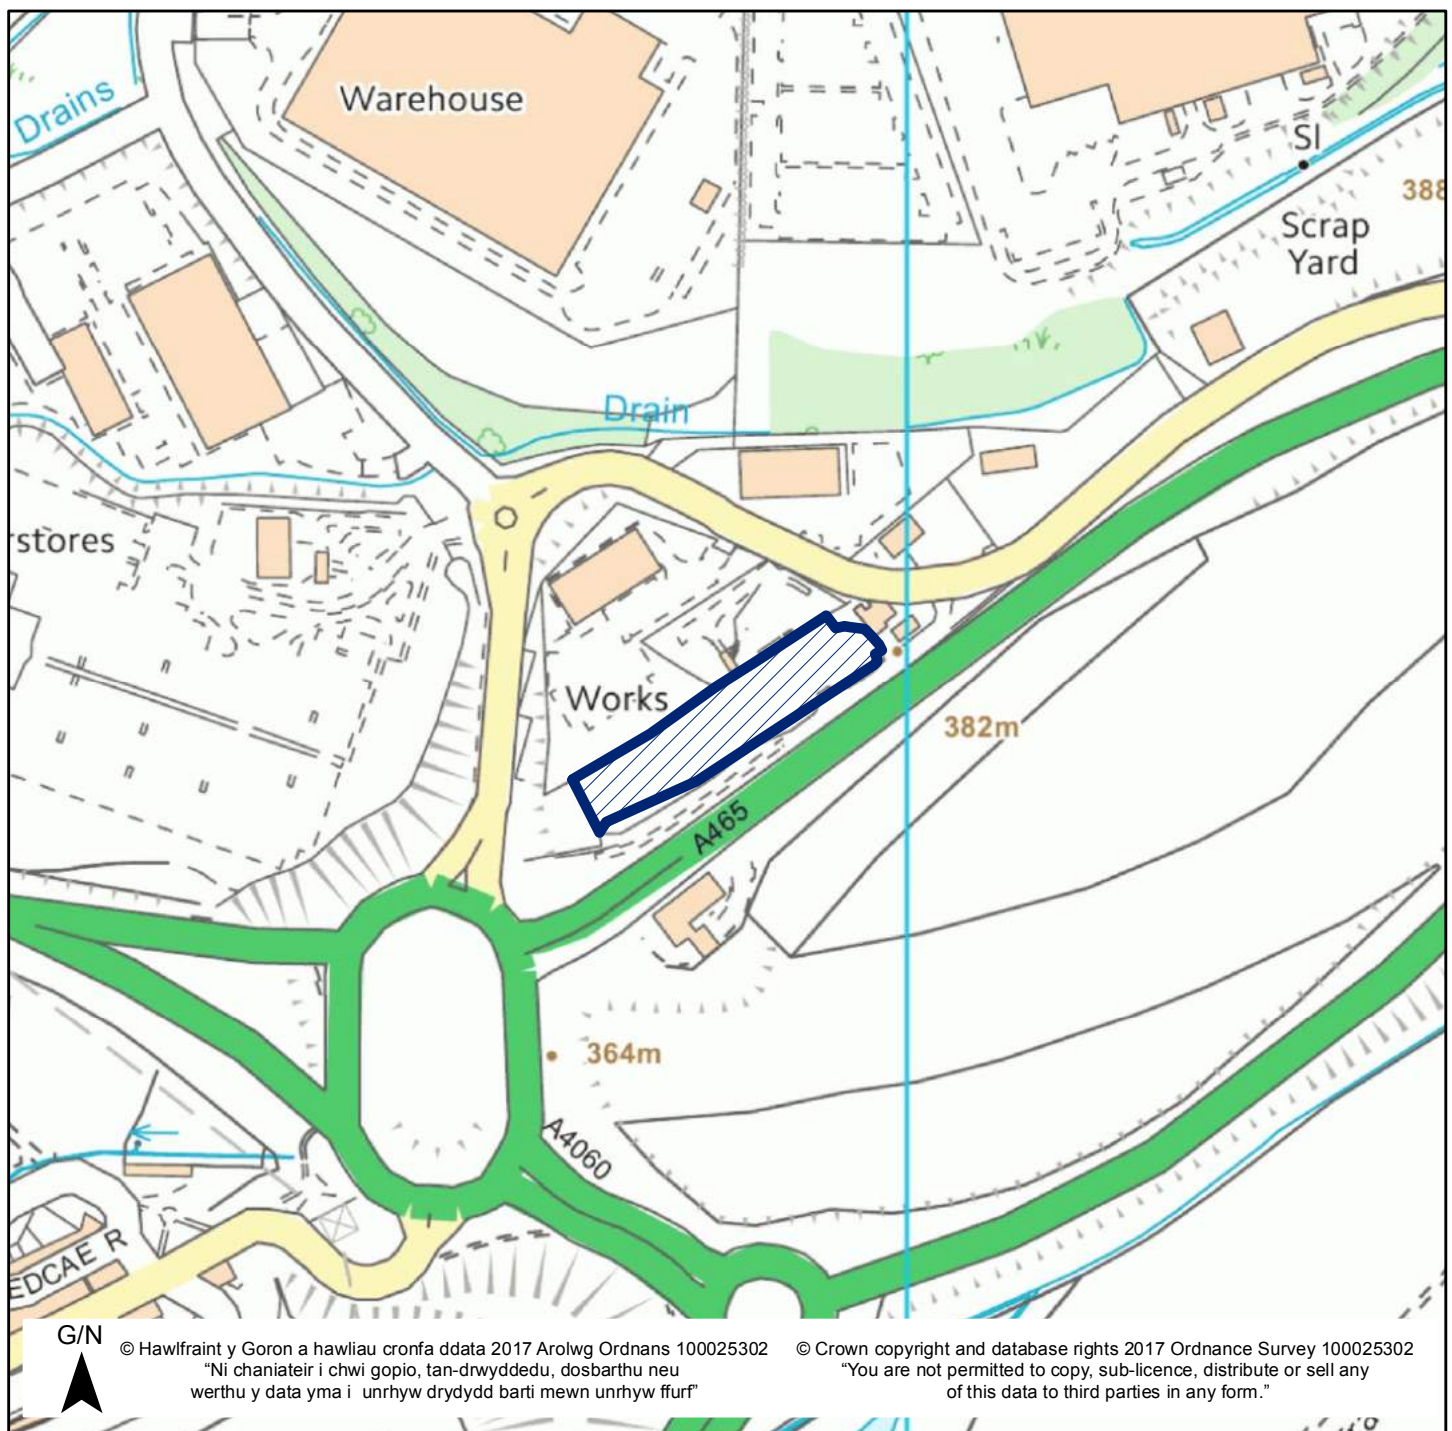 Warehouse
Drains
SI
388
Scrap
Yard
Drain
rstores
Works
382m
A465
364m
A4060
EDCAE R
G/N
© Hawlfraint y Goron a hawliau cronfa ddata 2017 Arolwg Ordnans 100025302
“Ni chaniateir i chwi gopio, tan-drwyddedu, dosbarthu neu
werthu y data yma i unrhyw drydydd barti mewn unrhyw ffurf”
© Crown copyright and database rights 2017 Ordnance Survey 100025302
“You are not permitted to copy, sub-licence, distribute or sell any
of this data to third parties in any form.”